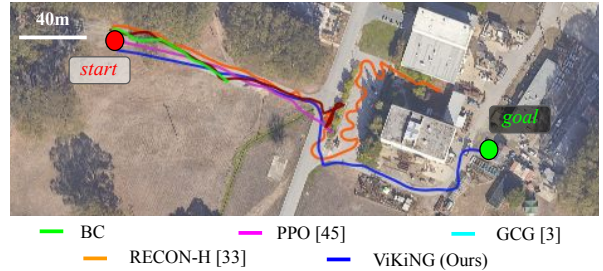 40m
start
goal
BC
PPO [45]
GCG [3]
RECON-H [33]
ViKiNG (Ours)